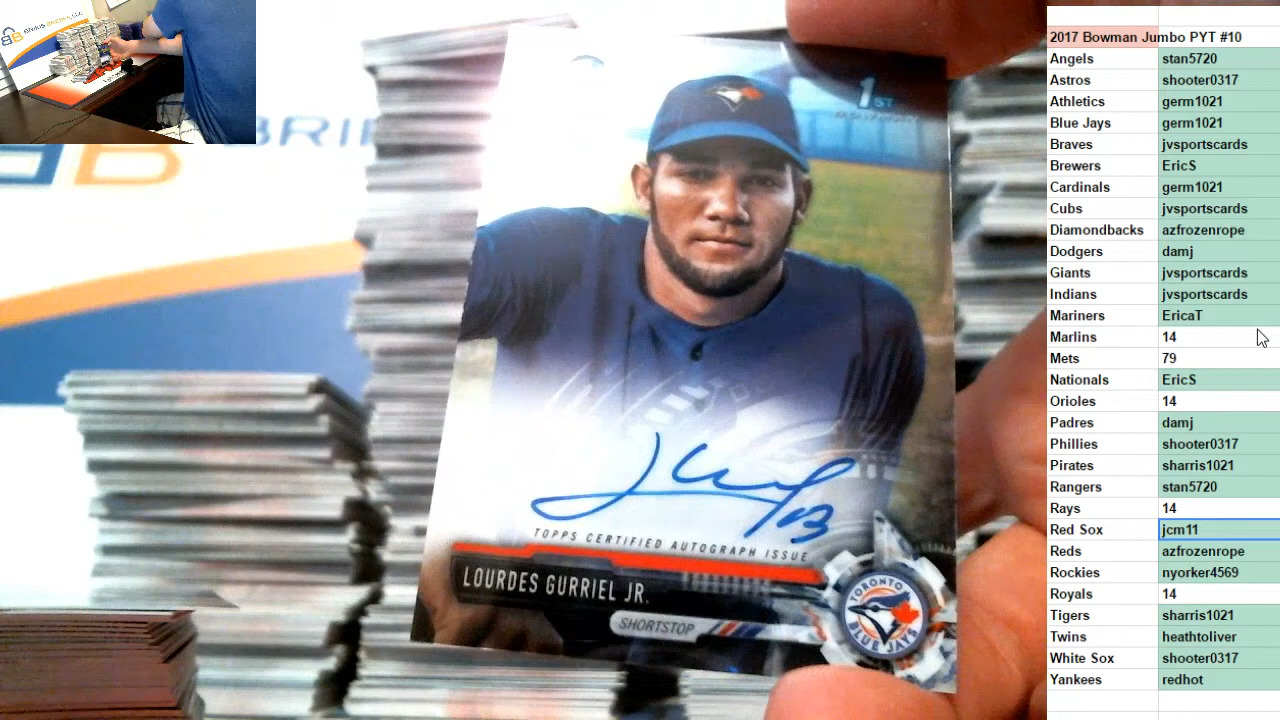 BRIE
B
1ST
TOPPS CERTIFIED AUTOGRAPH ISSUE
LOURDES GURRIEL JR.
SHORTSTOP
TORONTO
BLUE JAYS
2017 Bowman Jumbo PYT #10
Angels stan5720
Astros shooter0317
Athletics germ1021
Blue Jays germ1021
Braves jvsportscards
Brewers EricS
Cardinals germ1021
Cubs jvsportscards
Diamondbacks azfrozenrope
Dodgers damj
Giants jvsportscards
Indians jvsportscards
Mariners EricaT
Marlins 14
Mets 79
Nationals EricS
Orioles 14
Padres damj
Phillies shooter0317
Pirates sharris1021
Rangers stan5720
Rays 14
Red Sox jcm11
Reds azfrozenrope
Rockies nyorker4569
Royals 14
Tigers sharris1021
Twins heathtoliver
White Sox shooter0317
Yankees redhot